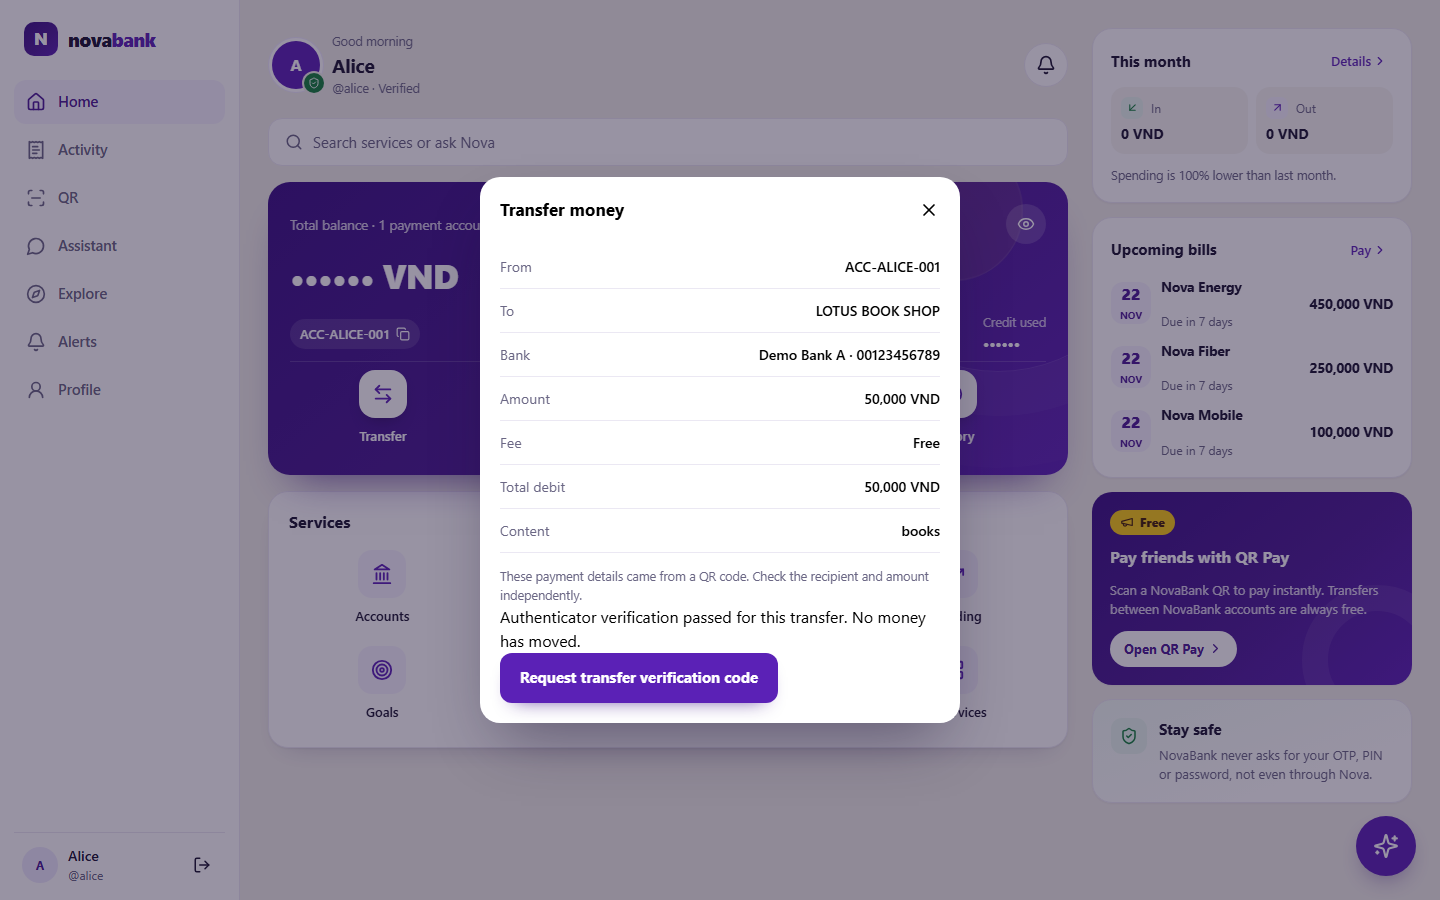 N novabank
Home
Activity
QR
Assistant
Explore
Alerts
Profile
A
Alice
@alice
A
Good morning
Alice
@alice · Verified
Search services or ask Nova
Total balance · 1 payment accou
•••••• VND
ACC-ALICE-001
Credit used
••••••
Transfer
ory
Services
Accounts
Goals
Transfer money
From ACC-ALICE-001
To LOTUS BOOK SHOP
Bank Demo Bank A · 00123456789
Amount 50,000 VND
Fee Free
Total debit 50,000 VND
Content books
These payment details came from a QR code. Check the recipient and amount
independently.
Authenticator verification passed for this transfer. No money
has moved.
Request transfer verification code
This month Details
In
0 VND
Out
0 VND
Spending is 100% lower than last month.
Upcoming bills Pay
22 NOV
Nova Energy
Due in 7 days
450,000 VND
22 NOV
Nova Fiber
Due in 7 days
250,000 VND
22 NOV
Nova Mobile
Due in 7 days
100,000 VND
Free
Pay friends with QR Pay
Scan a NovaBank QR to pay instantly. Transfers
between NovaBank accounts are always free.
Open QR Pay
Stay safe
NovaBank never asks for your OTP, PIN
or password, not even through Nova.